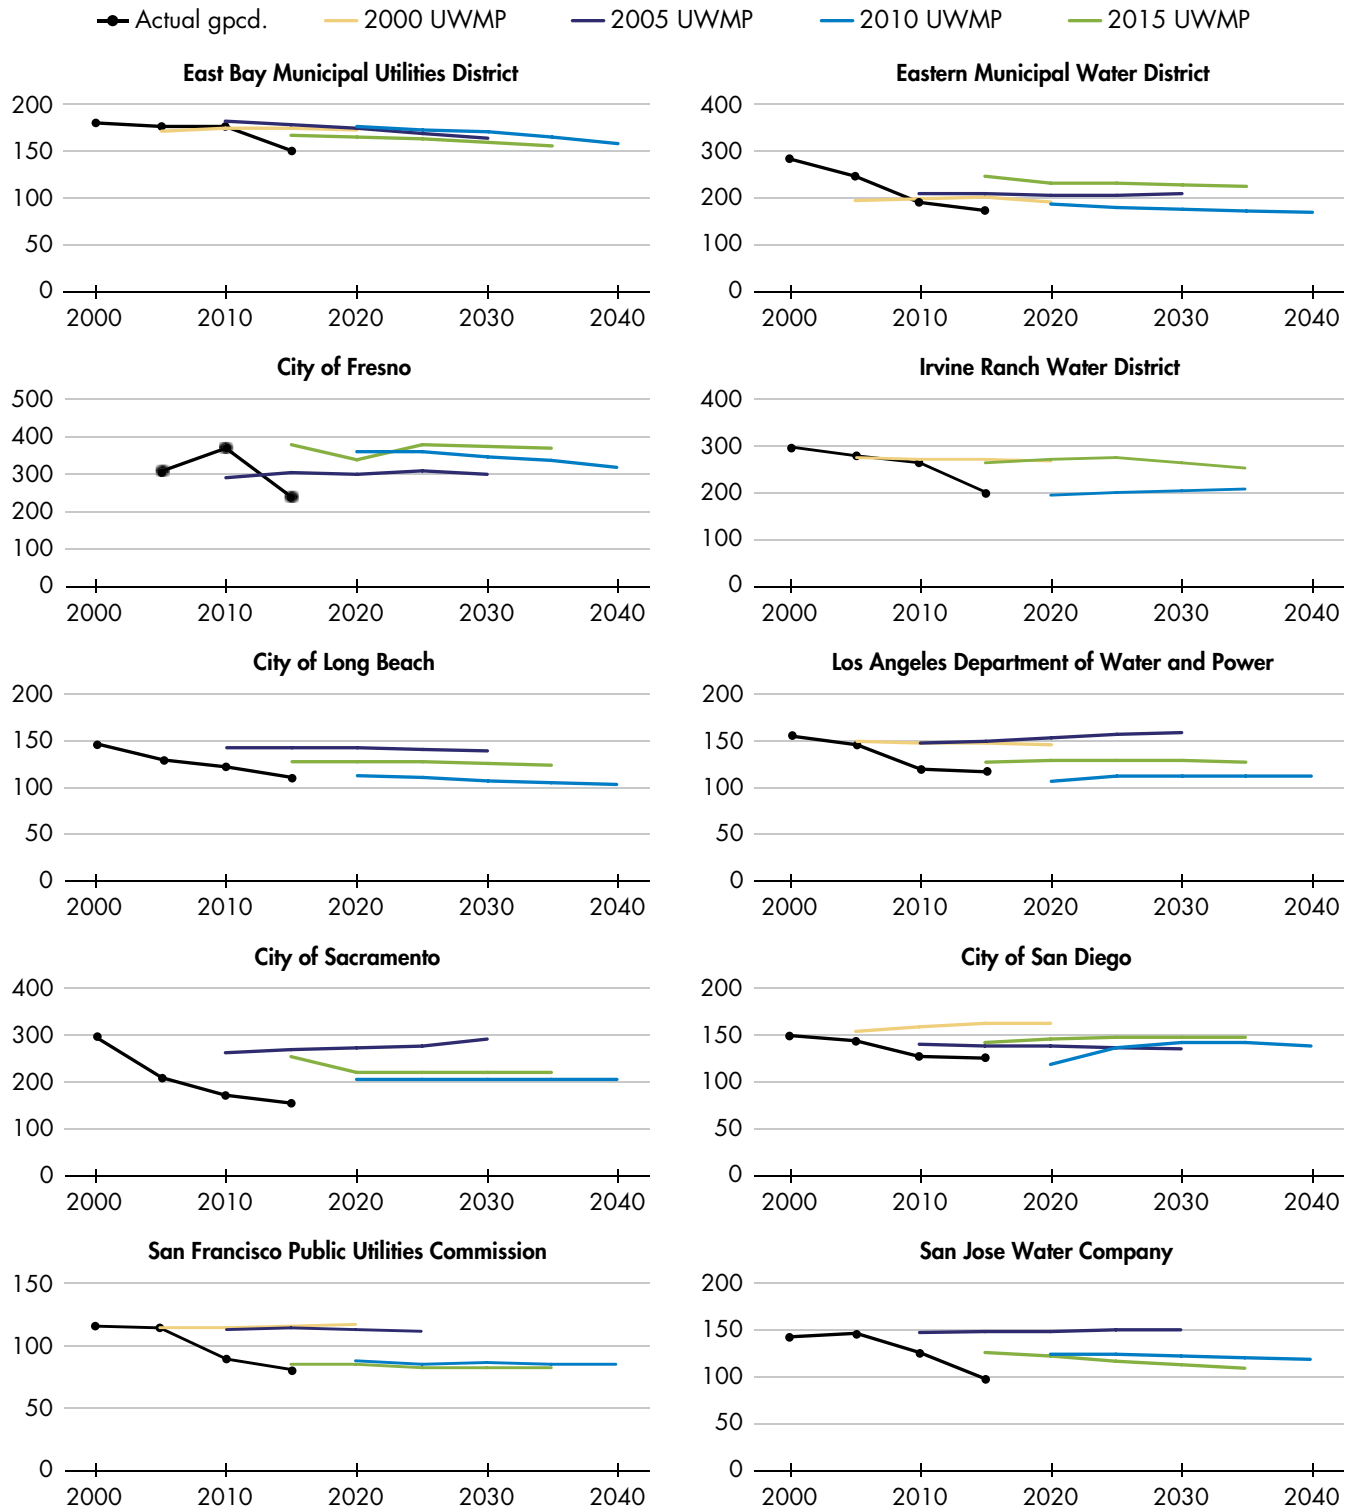 Actual gpcd. 2000 UWMP 2005 UWMP 2010 UWMP 2015 UWMP
East Bay Municipal Utilities District
200
150
100
50
0
2000 2010 2020 2030 2040
Eastern Municipal Water District
400
300
200
100
0
2000 2010 2020 2030 2040
City of Fresno
500
400
300
200
100
0
2000 2010 2020 2030 2040
Irvine Ranch Water District
400
300
200
100
0
2000 2010 2020 2030 2040
City of Long Beach
200
150
100
50
0
2000 2010 2020 2030 2040
Los Angeles Department of Water and Power
200
150
100
50
0
2000 2010 2020 2030 2040
City of Sacramento
400
300
200
100
0
2000 2010 2020 2030 2040
City of San Diego
200
150
100
50
0
2000 2010 2020 2030 2040
San Francisco Public Utilities Commission
150
100
50
0
2000 2010 2020 2030 2040
San Jose Water Company
200
150
100
50
0
2000 2010 2020 2030 2040